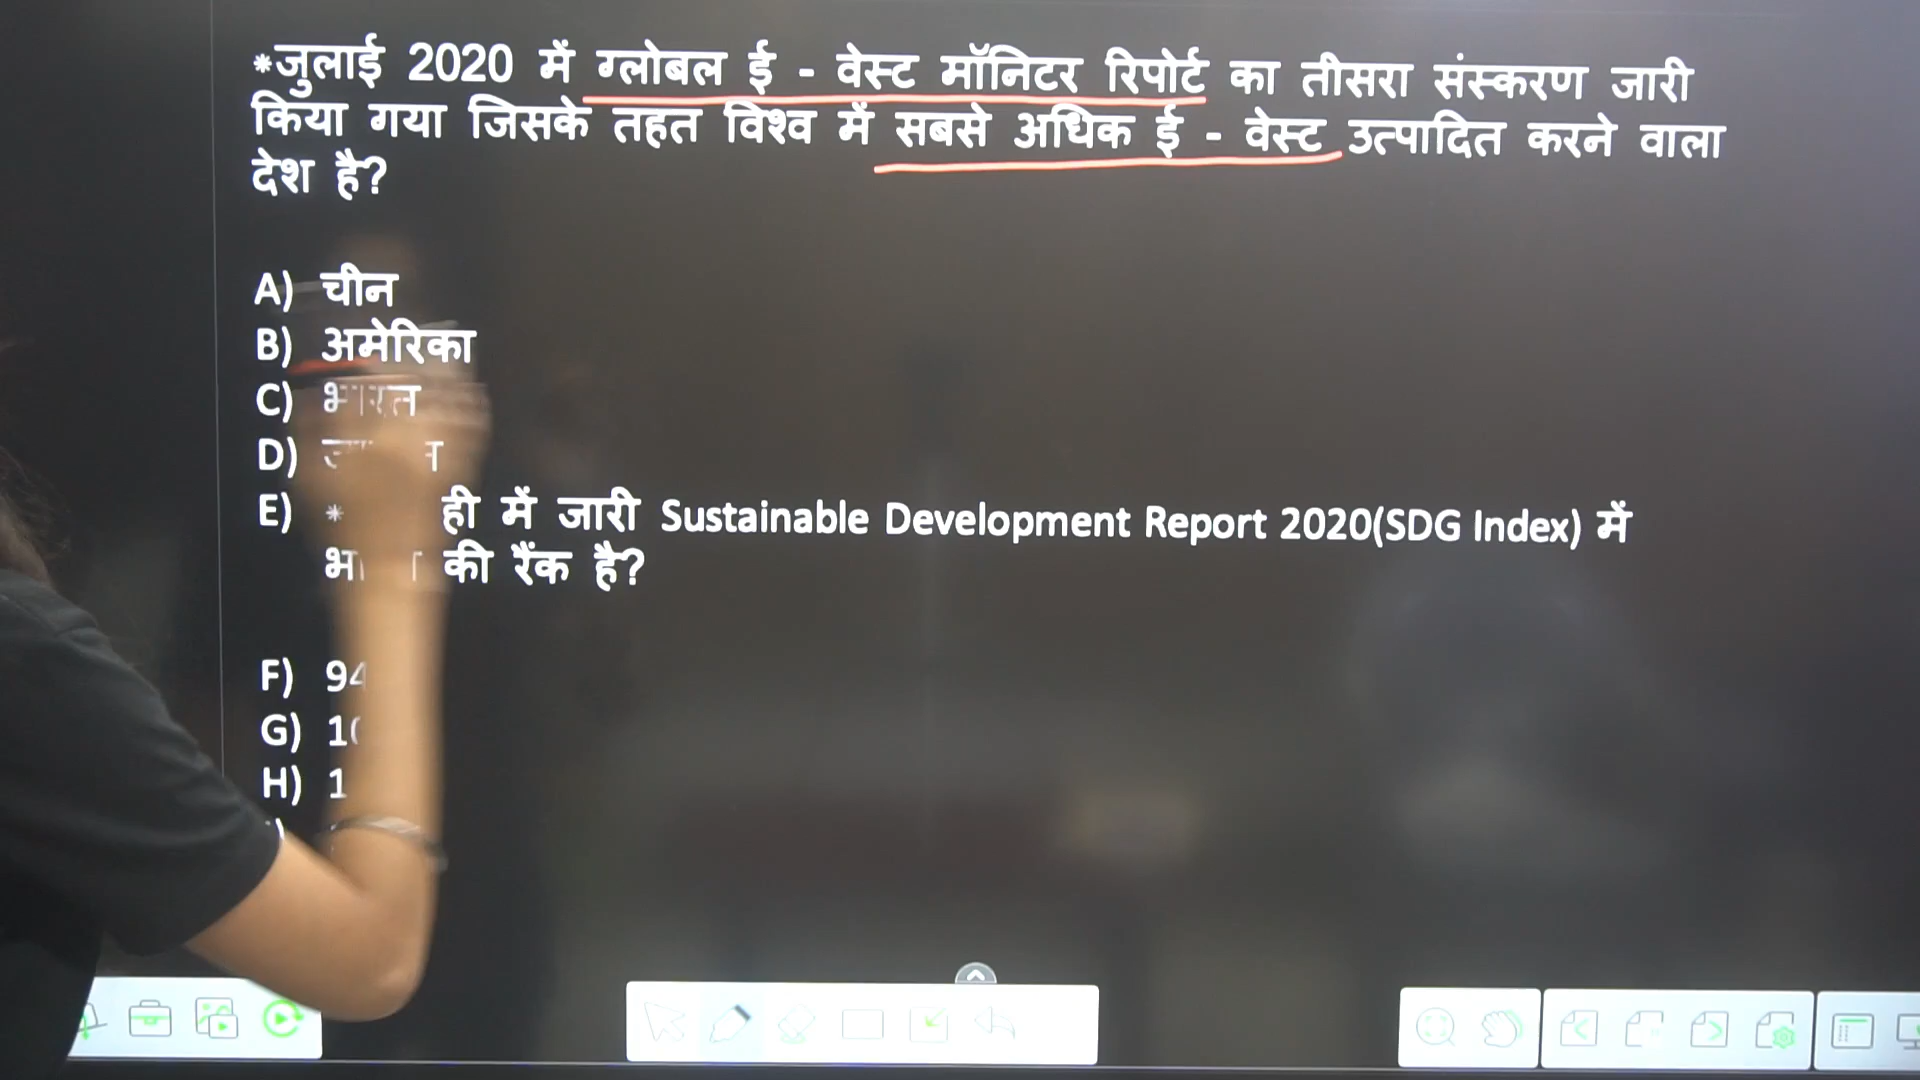 *जुलाई 2020 में ग्लोबल ई - वेस्ट मॉनिटर रिपोर्ट का तीसरा संस्करण जारी
किया गया जिसके तहत विश्व में सबसे अधिक ई - वेस्ट उत्पादित करने वाला
देश है?
A) चीन
B) अमेरिका
C) भारत
D)
E) * ही में जारी Sustainable Development Report 2020(SDG Index) में
की रैंक है?
F) 94
G)
H)